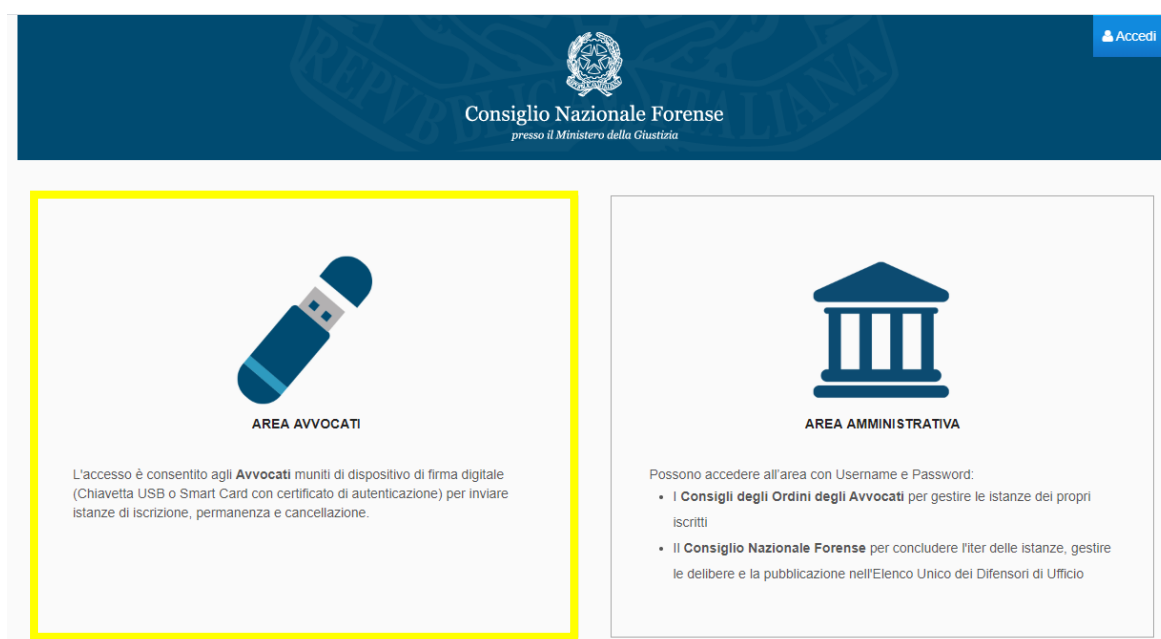 Accedi
REPVBBLICA ITALIANA
Consiglio Nazionale Forense
presso il Ministero della Giustizia
AREA AVVOCATI
L'accesso è consentito agli Avvocati muniti di dispositivo di firma digitale
(Chiavetta USB o Smart Card con certificato di autenticazione) per inviare
istanze di iscrizione, permanenza e cancellazione.
AREA AMMINISTRATIVA
Possono accedere all'area con Username e Password:
• I Consigli degli Ordini degli Avvocati per gestire le istanze dei propri
iscritti
• Il Consiglio Nazionale Forense per concludere l'iter delle istanze, gestire
le delibere e la pubblicazione nell'Elenco Unico dei Difensori di Ufficio